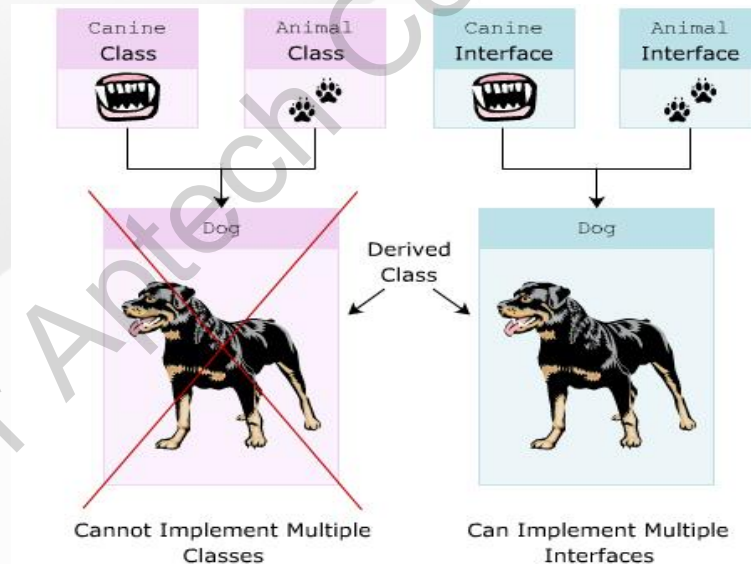 Canine
Class
Animal
Class
Canine
Interface
Animal
Interface
Dog
Derived
Class
Dog
Cannot Implement Multiple
Classes
Can Implement Multiple
Interfaces
Aptech